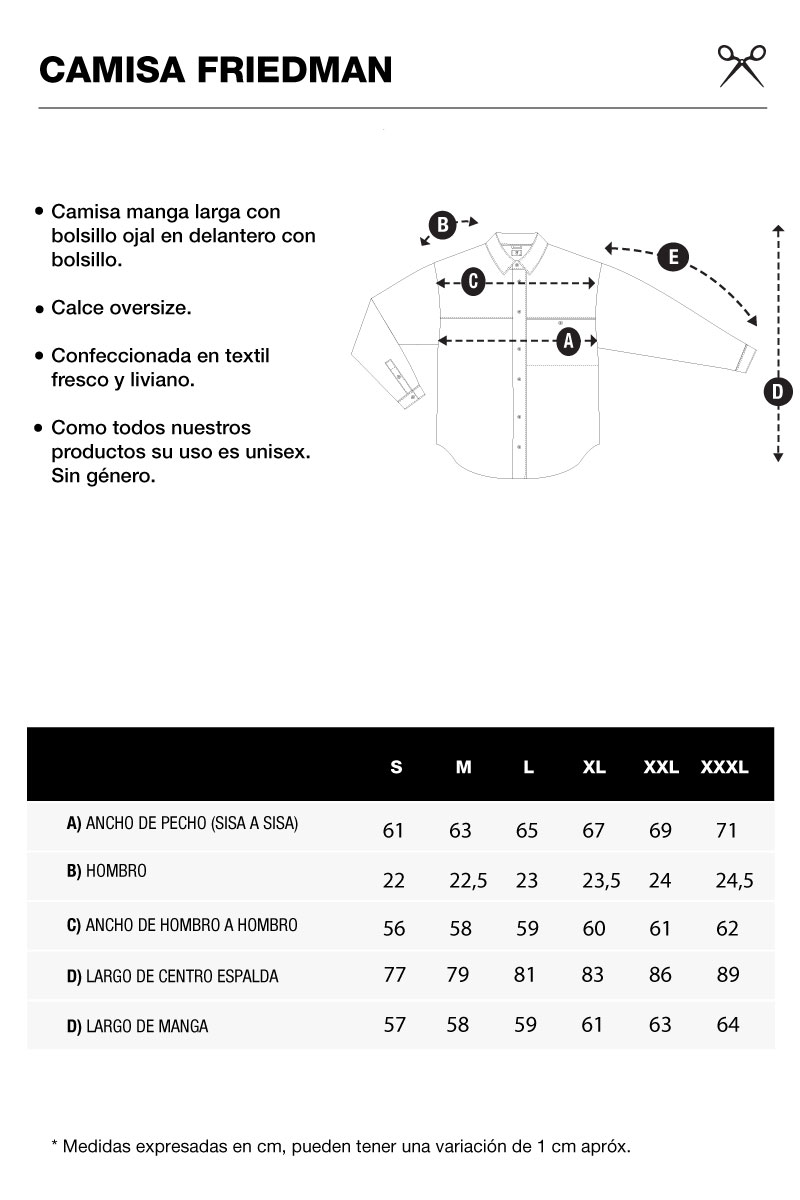 CAMISA FRIEDMAN
• Camisa manga larga con
bolsillo ojal en delantero con
bolsillo.
• Calce oversize.
• Confeccionada en textil
fresco y liviano.
• Como todos nuestros
productos su uso es unisex.
Sin género.
B
C
E
A
D
S M L XL XXL XXXL
A) ANCHO DE PECHO (SISA A SISA) 61 63 65 67 69 71
B) HOMBRO 22 22,5 23 23,5 24 24,5
C) ANCHO DE HOMBRO A HOMBRO 56 58 59 60 61 62
D) LARGO DE CENTRO ESPALDA 77 79 81 83 86 89
D) LARGO DE MANGA 57 58 59 61 63 64
* Medidas expresadas en cm, pueden tener una variación de 1 cm apróx.